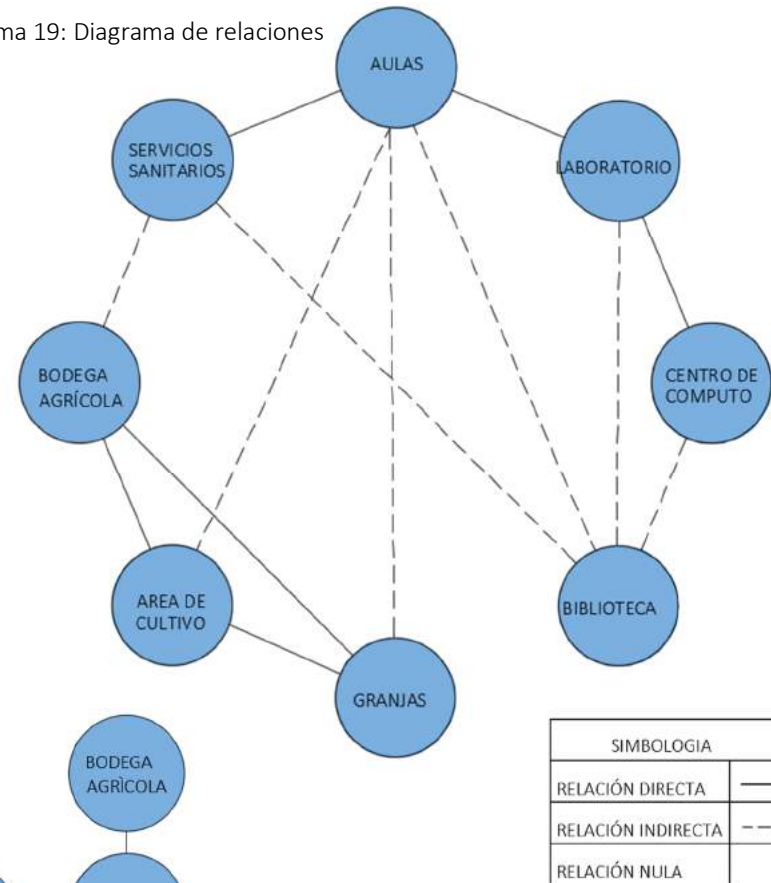 ma 19: Diagrama de relaciones
AULAS
SERVICIOS
SANITARIOS
LABORATORIO
BODEGA
AGRÍCOLA
CENTRO DE
COMPUTO
AREA DE
CULTIVO
BIBLIOTECA
GRANJAS
BODEGA
AGRÌCOLA
SIMBOLOGIA
RELACIÓN DIRECTA
RELACIÓN INDIRECTA
RELACIÓN NULA